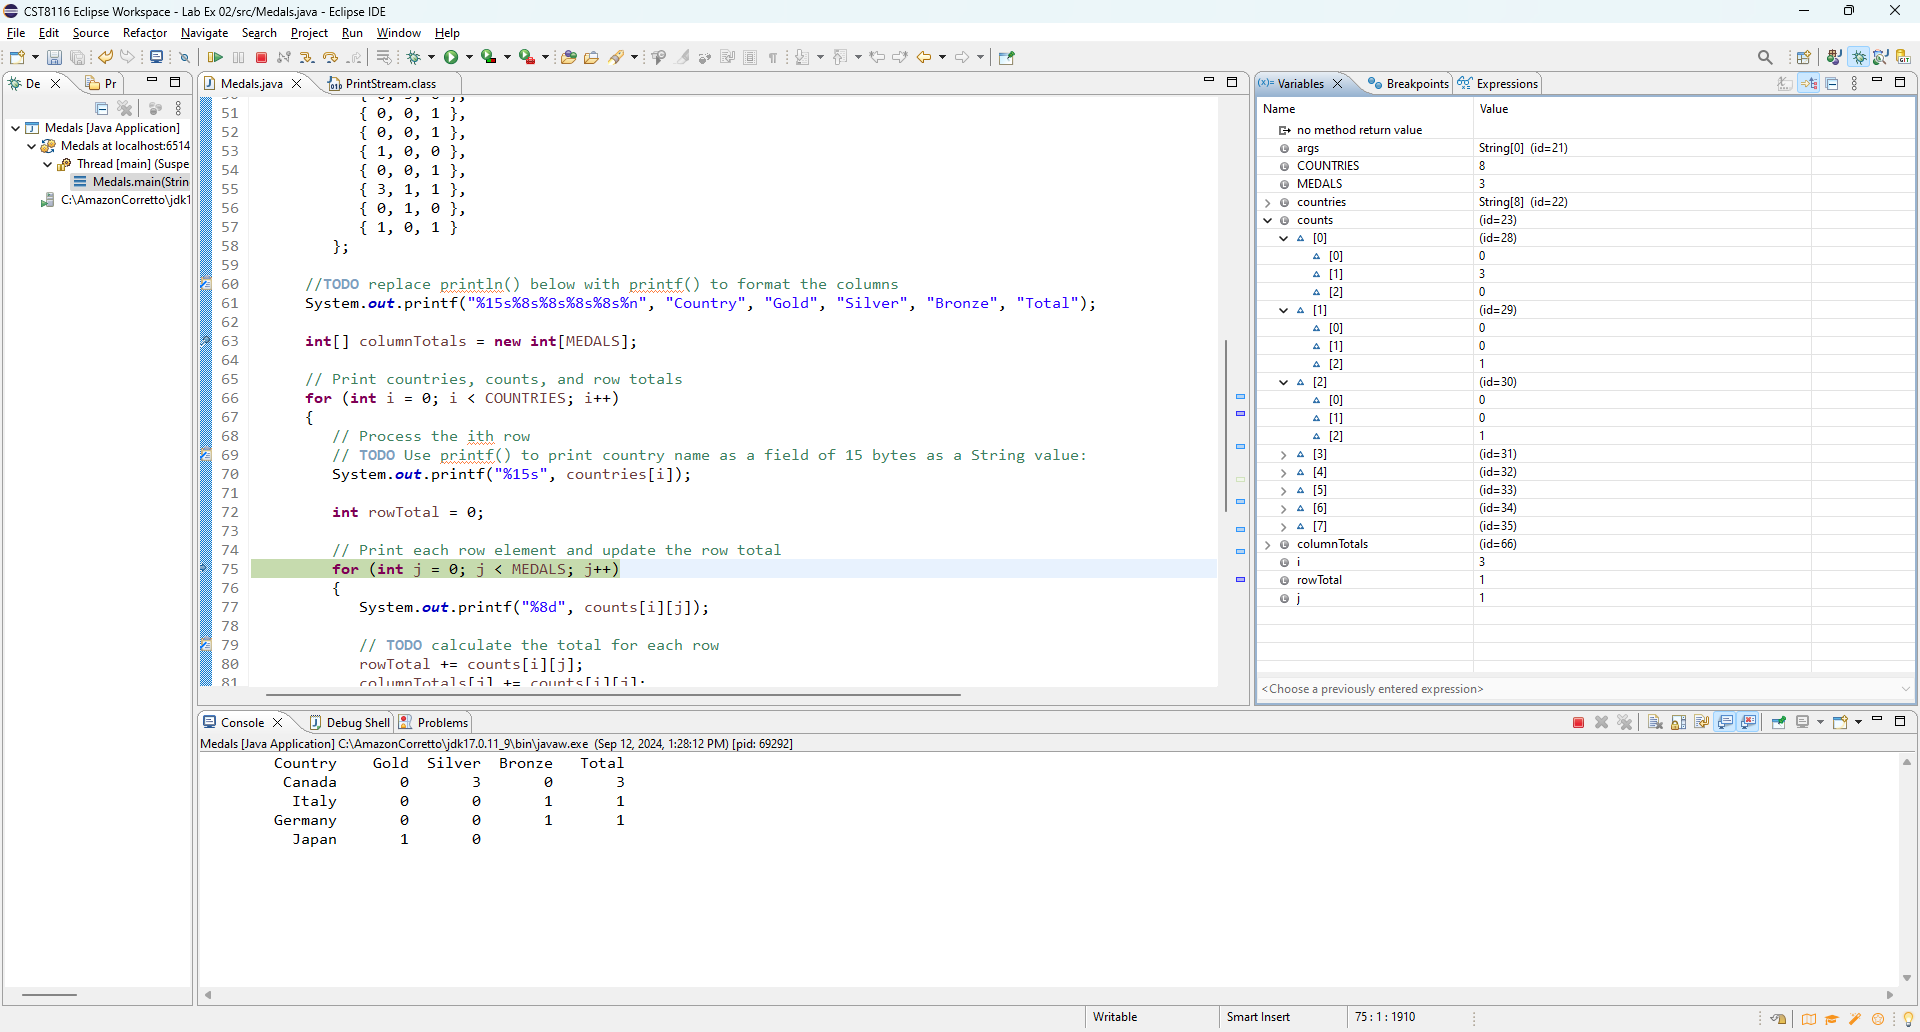 CST8116 Eclipse Workspace - Lab Ex 02/src/Medals.java - Eclipse IDE
File Edit Source Refactor Navigate Search Project Run Window Help
De
Pr
Medals [Java Application]
Medals at localhost:6514
Thread [main] (Suspe
Medals.main(Strin
C:\AmazonCorretto\jdk1
Medals.java
PrintStream.class
51 { 0, 0, 1 },
52 { 0, 0, 1 },
53 { 1, 0, 0 },
54 { 0, 0, 1 },
55 { 3, 1, 1 },
56 { 0, 1, 0 },
57 { 1, 0, 1 }
58 };
59
60 //TODO replace println() below with printf() to format the columns
61 System.out.printf("%15s%8s%8s%8s%8s%n", "Country", "Gold", "Silver", "Bronze", "Total");
62
63 int[] columnTotals = new int[MEDALS];
64
65 // Print countries, counts, and row totals
66 for (int i = 0; i < COUNTRIES; i++)
67 {
68 // Process the ith row
69 // TODO Use printf() to print country name as a field of 15 bytes as a String value:
70 System.out.printf("%15s", countries[i]);
71
72 int rowTotal = 0;
73
74 // Print each row element and update the row total
75 for (int j = 0; j < MEDALS; j++)
76 {
77 System.out.printf("%8d", counts[i][j]);
78
79 // TODO calculate the total for each row
80 rowTotal += counts[i][j];
81 columnTotals[j] += counts[i][j];
Variables Breakpoints Expressions
Name Value
no method return value
args String[0] (id=21)
COUNTRIES 8
MEDALS 3
countries String[8] (id=22)
counts (id=23)
[0] (id=28)
[0] 0
[1] 3
[2] 0
[1] (id=29)
[0] 0
[1] 0
[2] 1
[2] (id=30)
[0] 0
[1] 0
[2] 1
[3] (id=31)
[4] (id=32)
[5] (id=33)
[6] (id=34)
[7] (id=35)
columnTotals (id=66)
i 3
rowTotal 1
j 1
<Choose a previously entered expression>
Console Debug Shell Problems
Medals [Java Application] C:\AmazonCorretto\jdk17.0.11_9\bin\javaw.exe (Sep 12, 2024, 1:28:12 PM) [pid: 69292]
Country Gold Silver Bronze Total
Canada 0 3 0 3
Italy 0 0 1 1
Germany 0 0 1 1
Japan 1 0
Writable Smart Insert 75 : 1 : 1910